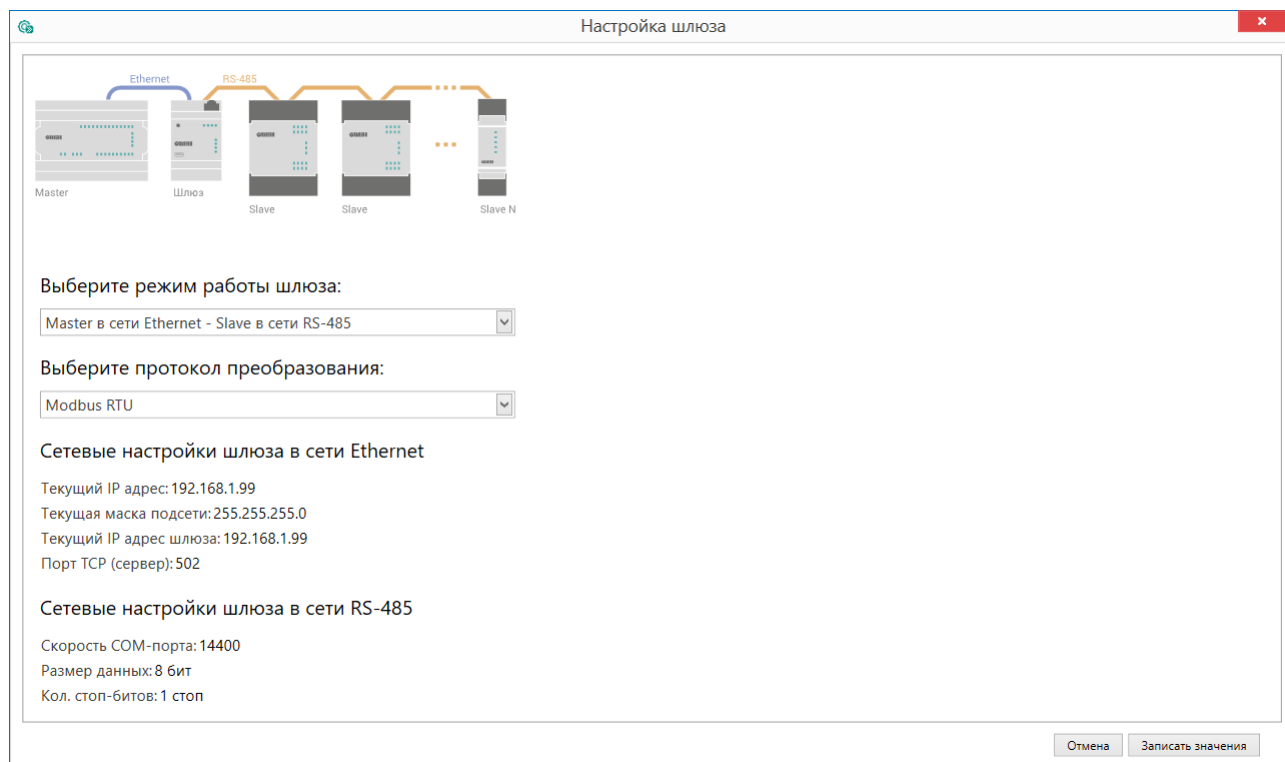 Настройка шлюза
Ethernet RS-485
Master Шлюз Slave Slave Slave N
Выберите режим работы шлюза:
Master в сети Ethernet - Slave в сети RS-485
Выберите протокол преобразования:
Modbus RTU
Сетевые настройки шлюза в сети Ethernet
Текущий IP адрес: 192.168.1.99
Текущая маска подсети: 255.255.255.0
Текущий IP адрес шлюза: 192.168.1.99
Порт TCP (сервер): 502
Сетевые настройки шлюза в сети RS-485
Скорость COM-порта: 14400
Размер данных: 8 бит
Кол. стоп-битов: 1 стоп
Отмена Записать значения